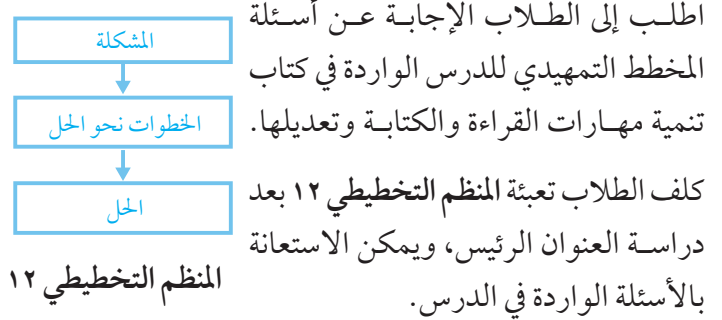 اطلب إلى الطلاب الإجابة عن أسئلة
المخطط التمهيدي للدرس الواردة في كتاب
تنمية مهارات القراءة والكتابة وتعديلها.
كلف الطلاب تعبئة المنظم التخطيطي ١٢ بعد
دراسة العنوان الرئيس، ويمكن الاستعانة
بالأسئلة الواردة في الدرس.
المشكلة
الخطوات نحو الحل
الحل
المنظم التخطيطي ١٢